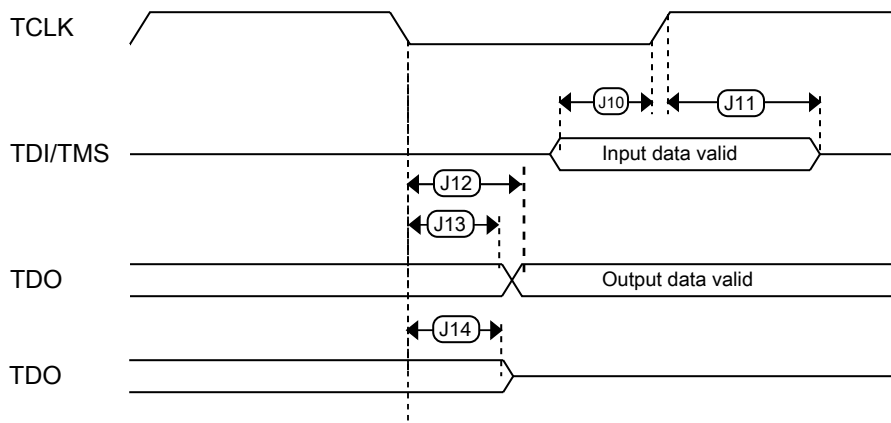 TCLK
J10
J11
TDI/TMS
Input data valid
J12
J13
TDO
Output data valid
J14
TDO